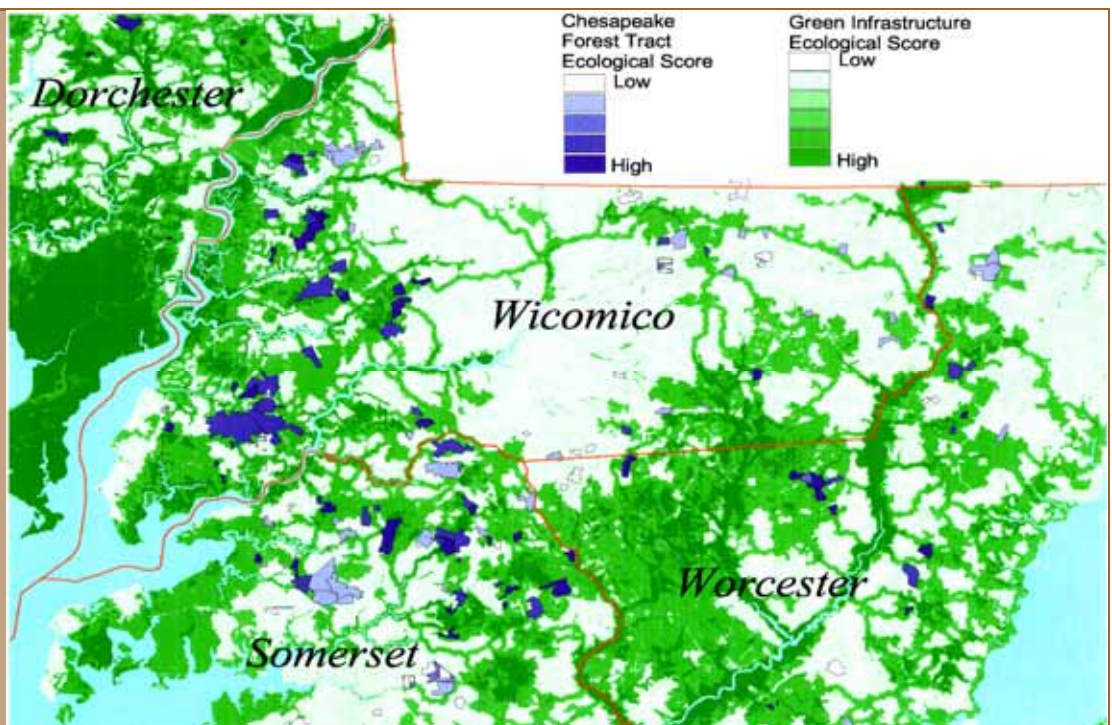 Chesapeake
Forest Tract
Ecological Score
Low
High
Green Infrastructure
Ecological Score
Low
High
Dorchester
Wicomico
Worcester
Somerset